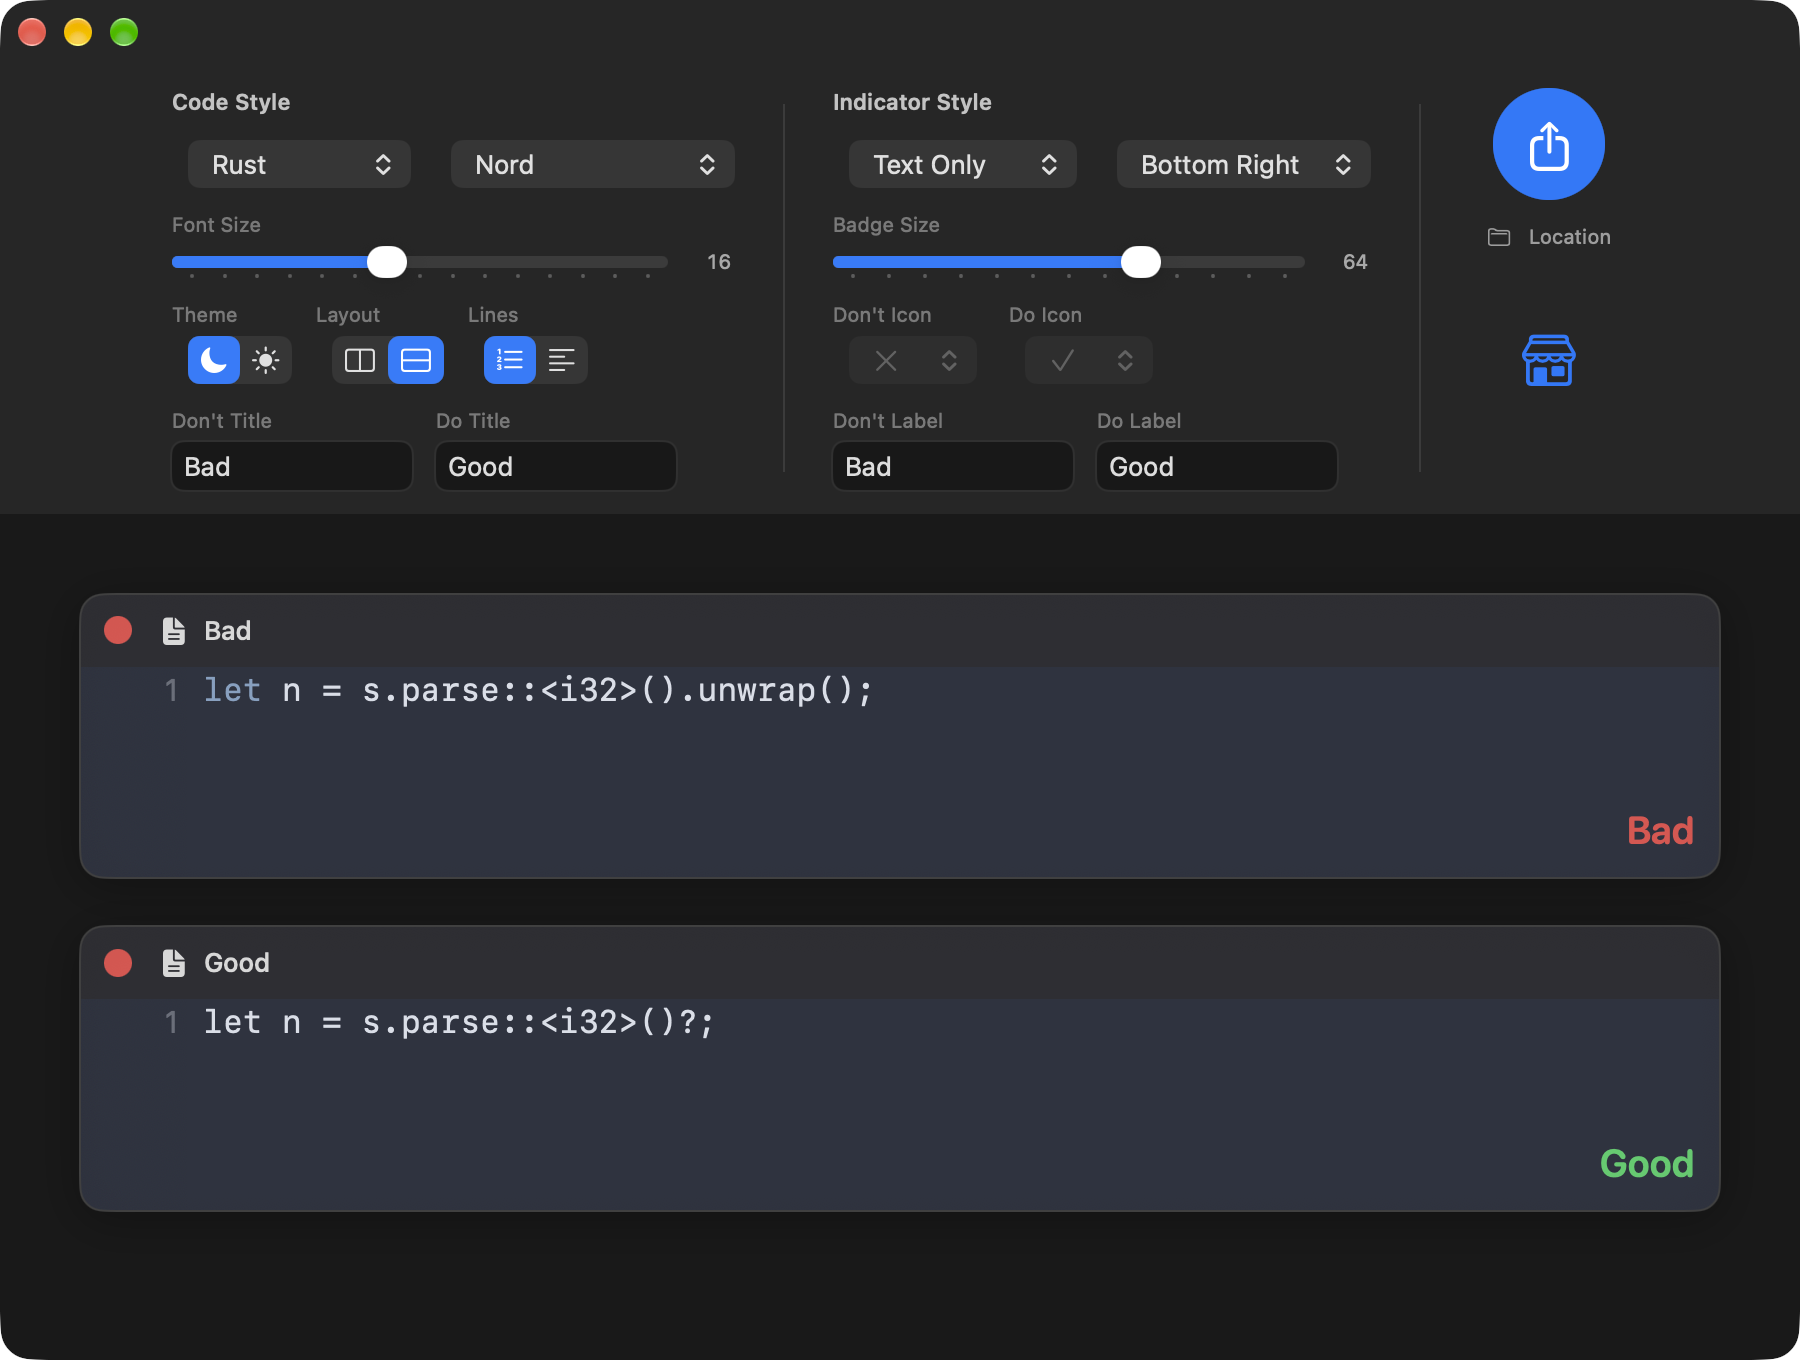 Code Style
Rust
Nord
Font Size
16
Theme
Layout
Lines
Don't Title
Do Title
Bad
Good
Indicator Style
Text Only
Bottom Right
Badge Size
64
Don't Icon
Do Icon
Don't Label
Do Label
Bad
Good
Location
Bad
1 let n = s.parse::<i32>().unwrap();
Bad
Good
1 let n = s.parse::<i32>()?;
Good